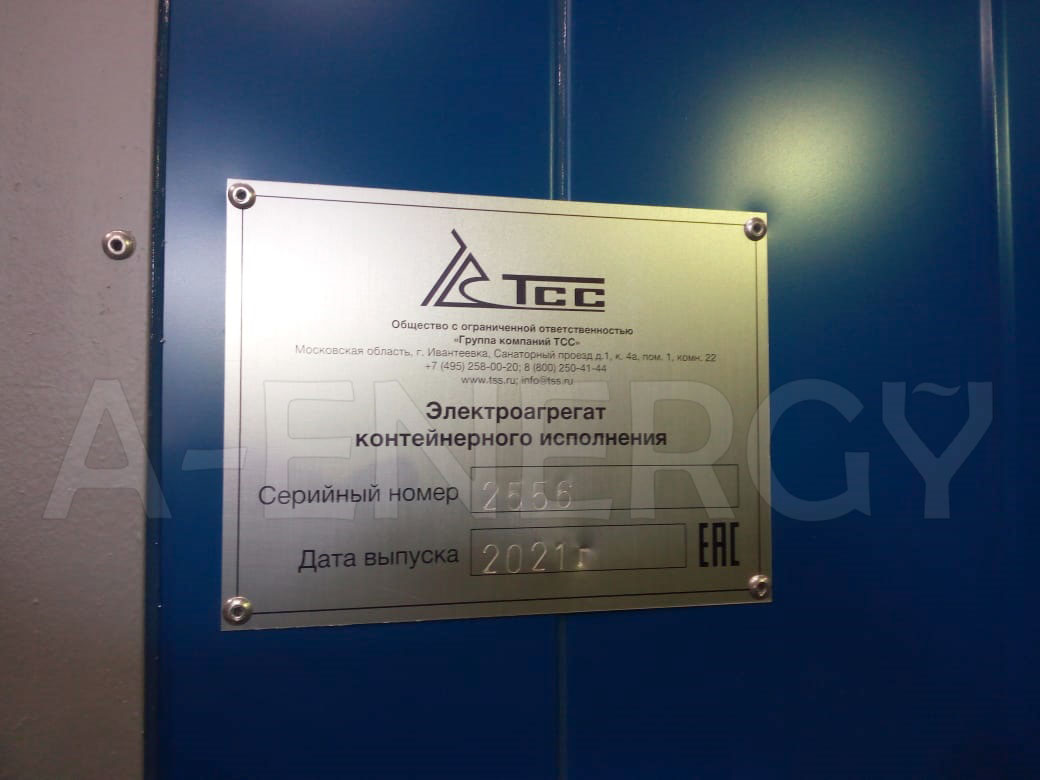 ТСС
Общество с ограниченной ответственностью
«Группа компаний ТСС»
Московская область, г. Ивантеевка, Санаторный проезд д.1, к. 4а, пом. 1, комн. 22
+7 (495) 258-00-20; 8 (800) 250-41-44
www.tss.ru; info@tss.ru
Электроагрегат
контейнерного исполнения
Серийный номер 2556
Дата выпуска 2021г
EAC
A-ENERGY